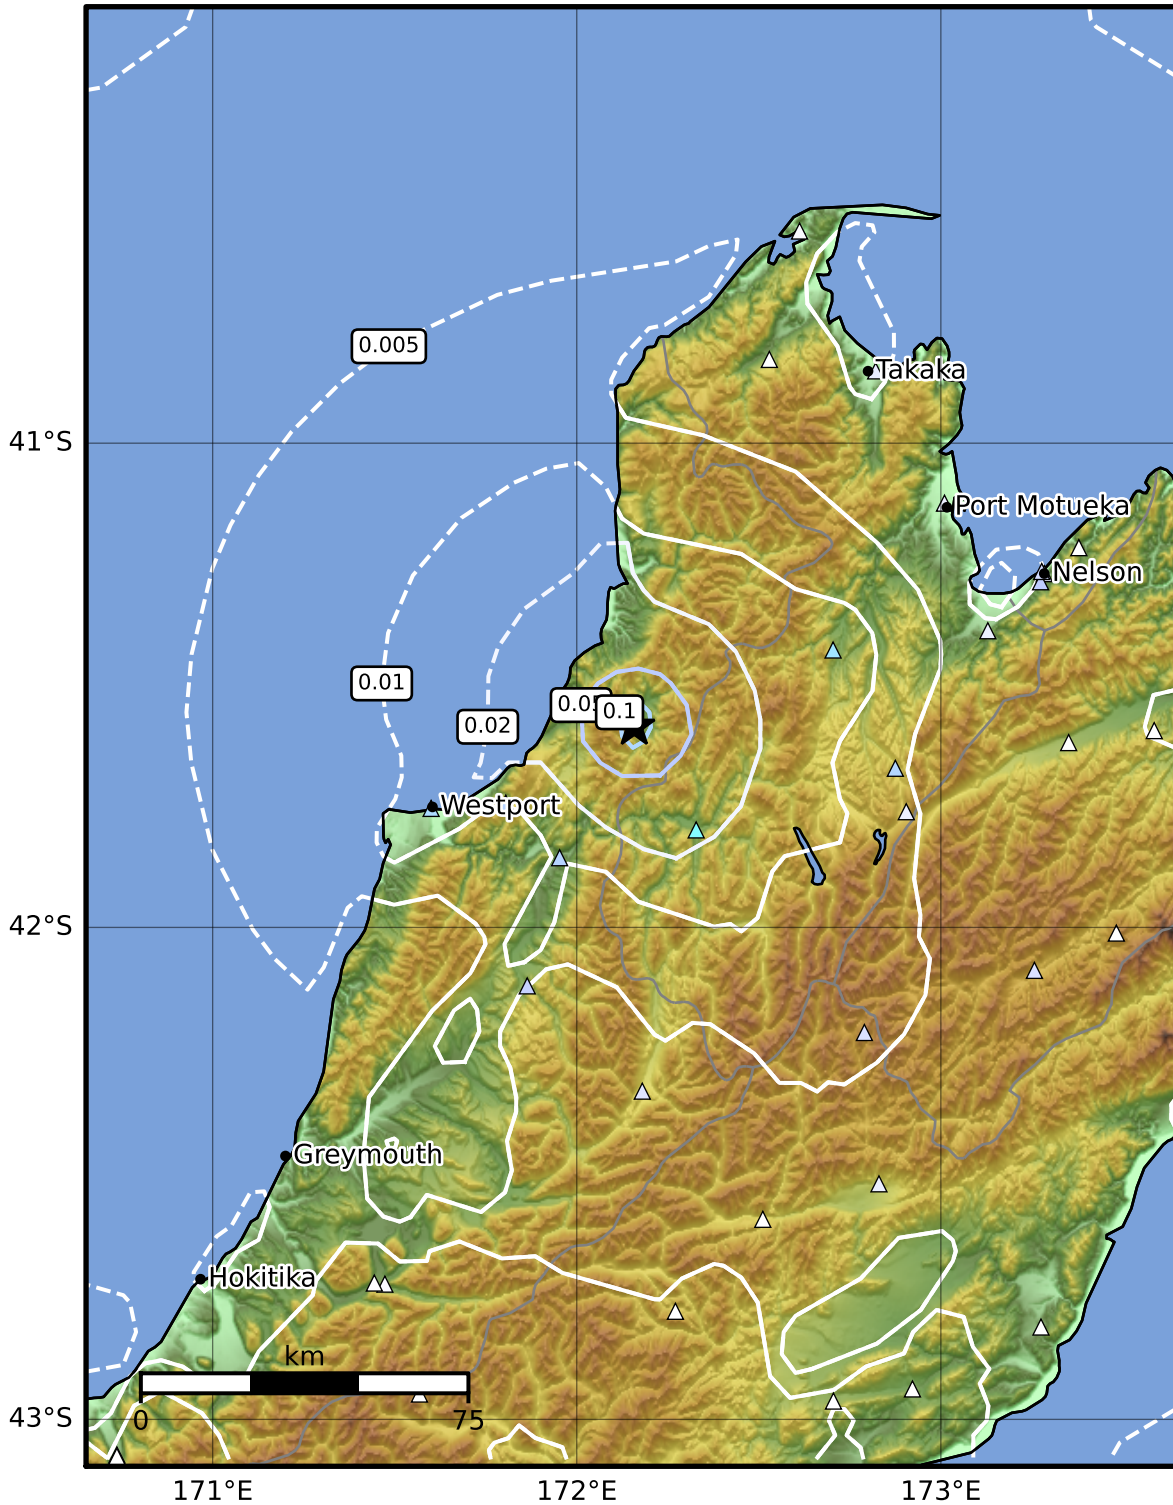 0.005
Takaka
41°S
Port Motueka
Nelson
0.01
0.1
0.02
Westport
42°S
Greymouth
Hokitika
km
0
75
43°S
171°E
172°E
173°E